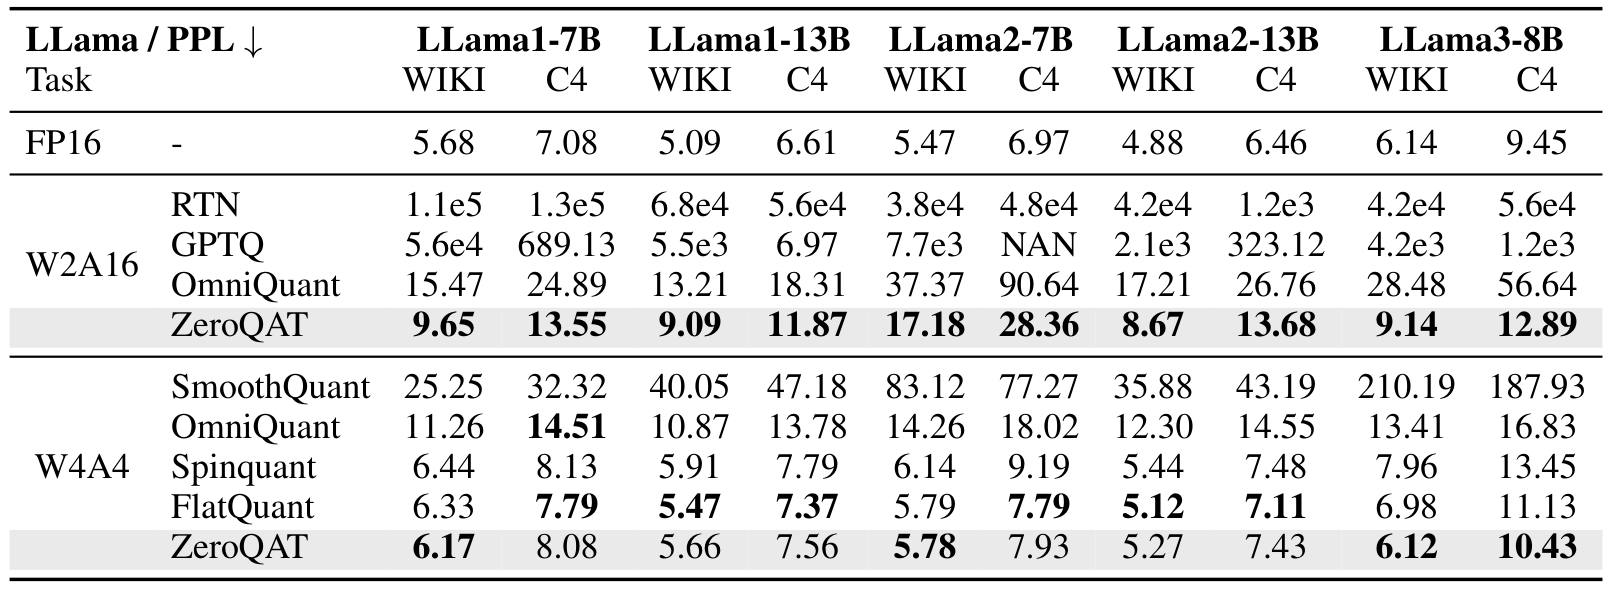 LLama / PPL ↓ LLama1-7B LLama1-13B LLama2-7B LLama2-13B LLama3-8B
Task WIKI C4 WIKI C4 WIKI C4 WIKI C4 WIKI C4
FP16 - 5.68 7.08 5.09 6.61 5.47 6.97 4.88 6.46 6.14 9.45
RTN 1.1e5 1.3e5 6.8e4 5.6e4 3.8e4 4.8e4 4.2e4 1.2e3 4.2e4 5.6e4
GPTQ 5.6e4 689.13 5.5e3 6.97 7.7e3 NAN 2.1e3 323.12 4.2e3 1.2e3
W2A16
OmniQuant 15.47 24.89 13.21 18.31 37.37 90.64 17.21 26.76 28.48 56.64
ZeroQAT 9.65 13.55 9.09 11.87 17.18 28.36 8.67 13.68 9.14 12.89
SmoothQuant 25.25 32.32 40.05 47.18 83.12 77.27 35.88 43.19 210.19 187.93
OmniQuant 11.26 14.51 10.87 13.78 14.26 18.02 12.30 14.55 13.41 16.83
W4A4 Spinquant 6.44 8.13 5.91 7.79 6.14 9.19 5.44 7.48 7.96 13.45
FlatQuant 6.33 7.79 5.47 7.37 5.79 7.79 5.12 7.11 6.98 11.13
ZeroQAT 6.17 8.08 5.66 7.56 5.78 7.93 5.27 7.43 6.12 10.43